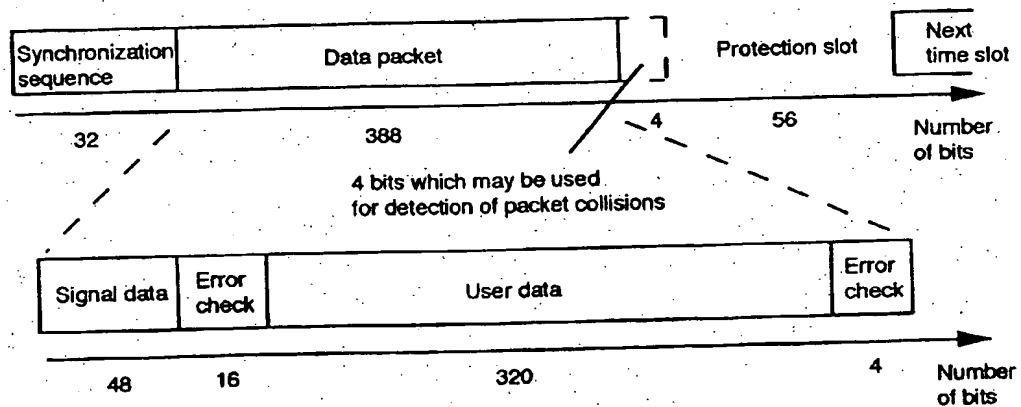 Synchronization
sequence
Data packet
Protection slot
Next
time slot
32
388
4
56
Number
of bits
4 bits which may be used
for detection of packet collisions
Signal data
Error
check
User data
Error
check
48
16
320
4
Number
of bits